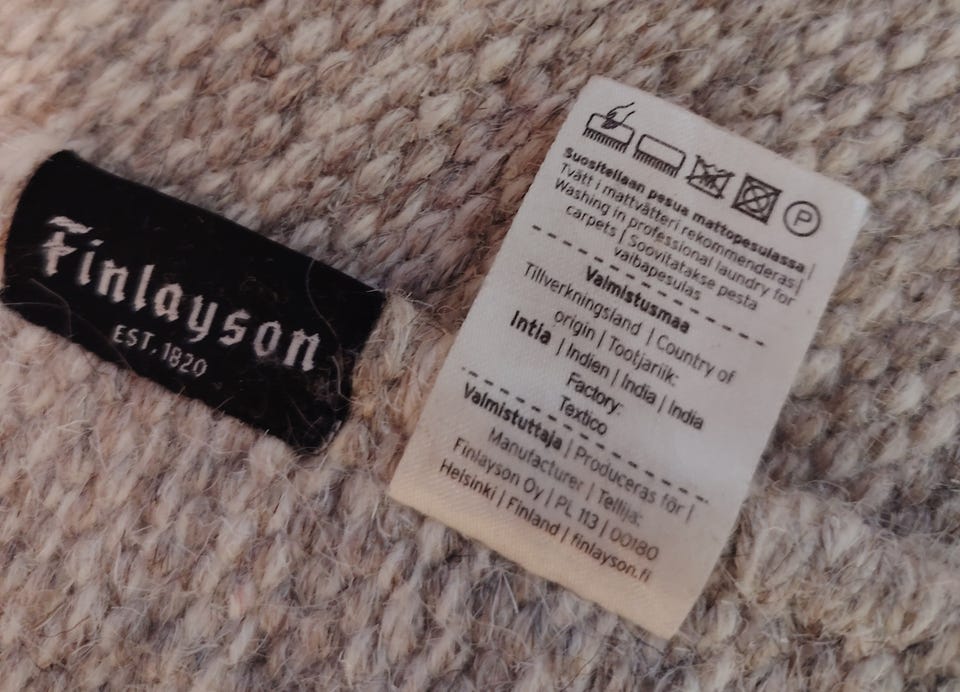 Finlayson
EST. 1820
P
Suositellaan pesua mattopesulassa |
Tvätt i mattvätteri rekommenderas |
Washing in professional laundry for
carpets | Soovitatakse pesta
vaibapesulas
Valmistusmaa
Tillverkningsland | Country of
origin | Tootjariik:
Intia | Indien | India | India
Factory:
Textico
Valmistuttaja | Produceras för |
Manufacturer | Tellija:
Finlayson Oy | PL 113 | 00180
Helsinki | Finland | finlayson.fi